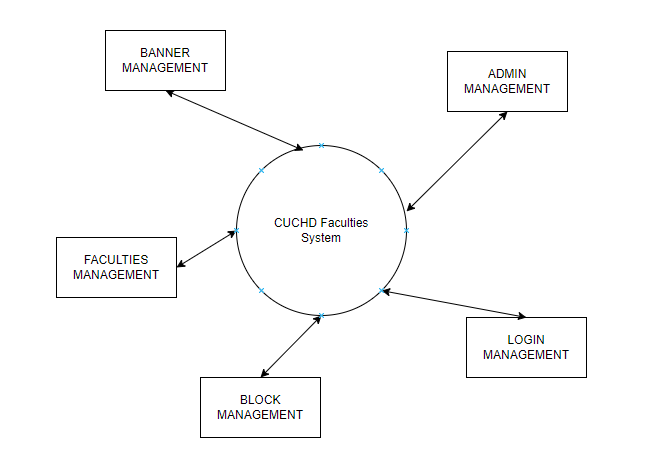 BANNER
MANAGEMENT
ADMIN
MANAGEMENT
CUCHD Faculties
System
FACULTIES
MANAGEMENT
LOGIN
MANAGEMENT
BLOCK
MANAGEMENT